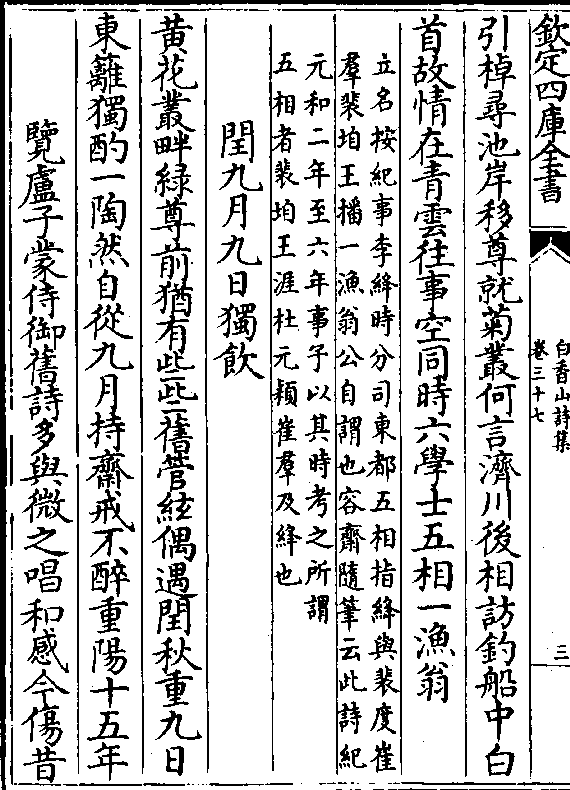 欽定四庫全書
白香山詩集
卷三十七
三
引棹尋池岸移尊就菊叢何言濟川後相訪釣船中白
首故情在青雲往事空同時六學士五相一漁翁
立名按紀事李絳時分司東都五相指絳與裴度崔
羣裴垍王播一漁翁公自謂也容齋隨筆云此詩紀
元和二年至六年事予以其時考之所謂
五相者裴垍王涯杜元穎崔羣及絳也
閏九月九日獨飲
黄花叢畔緑尊前猶有些些舊管絃偶遇閏秋重九日
東籬獨酌一陶然自從九月持齋戒不醉重陽十五年
覽盧子蒙侍御舊詩多與微之唱和感今傷昔